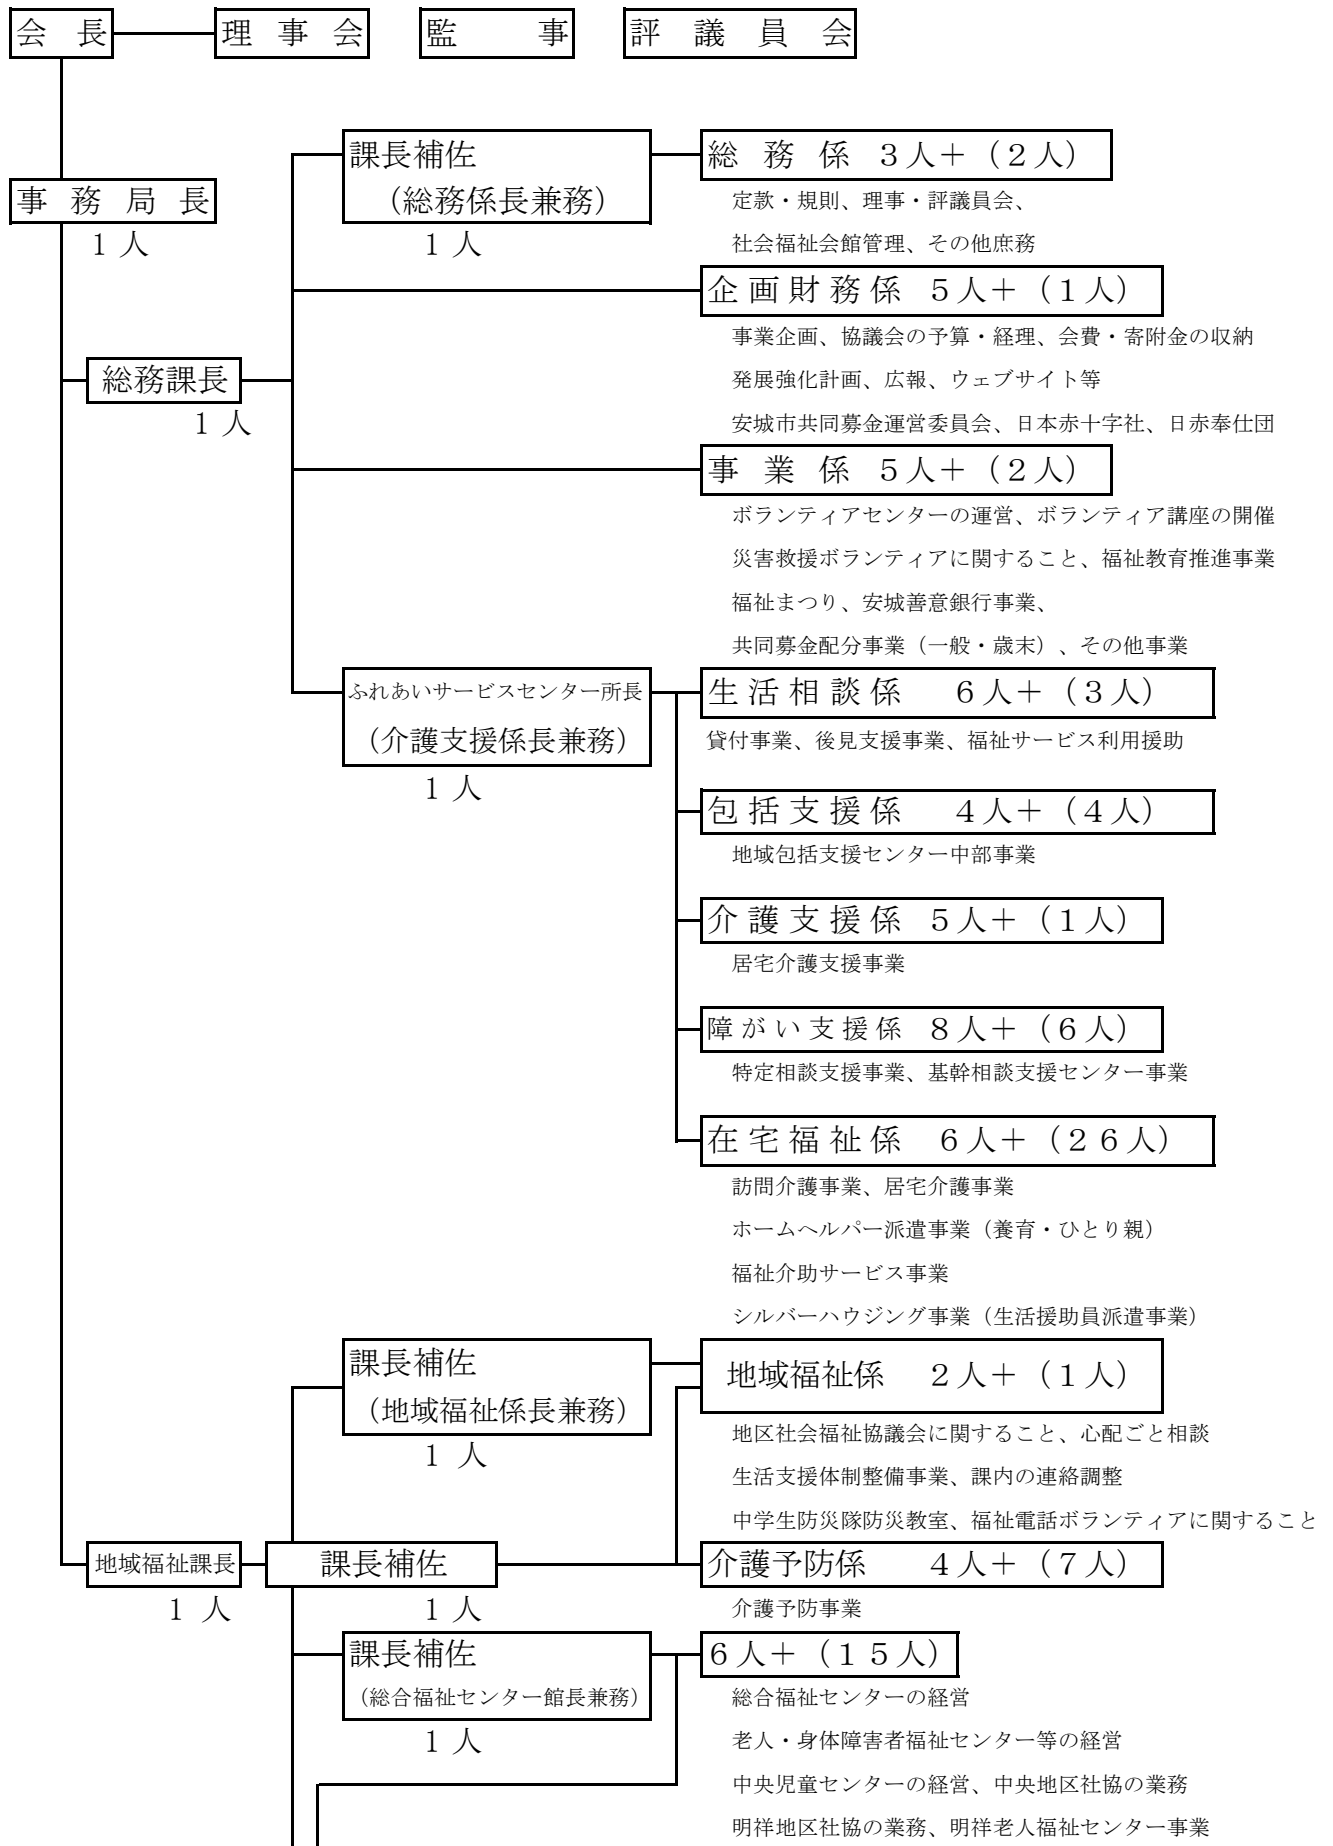 会長 理事会 監事 評議員会
事務局長
1人
総務課長
1人
課長補佐
(総務係長兼務)
1人
総務係 3人+(2人)
定款・規則、理事・評議員会、
社会福祉会館管理、その他庶務
企画財務係 5人+(1人)
事業企画、協議会の予算・経理、会費・寄附金の収納
発展強化計画、広報、ウェブサイト等
安城市共同募金運営委員会、日本赤十字社、日赤奉仕団
事業係 5人+(2人)
ボランティアセンターの運営、ボランティア講座の開催
災害救援ボランティアに関すること、福祉教育推進事業
福祉まつり、安城善意銀行事業、
共同募金配分事業(一般・歳末)、その他事業
ふれあいサービスセンター所長
(介護支援係長兼務)
1人
生活相談係 6人+(3人)
貸付事業、後見支援事業、福祉サービス利用援助
包括支援係 4人+(4人)
地域包括支援センター中部事業
介護支援係 5人+(1人)
居宅介護支援事業
障がい支援係 8人+(6人)
特定相談支援事業、基幹相談支援センター事業
在宅福祉係 6人+(26人)
訪問介護事業、居宅介護事業
ホームヘルパー派遣事業(養育・ひとり親)
福祉介助サービス事業
シルバーハウジング事業(生活援助員派遣事業)
地域福祉課長
1人
課長補佐
(地域福祉係長兼務)
1人
地域福祉係 2人+(1人)
地区社会福祉協議会に関すること、心配ごと相談
生活支援体制整備事業、課内の連絡調整
中学生防災隊防災教室、福祉電話ボランティアに関すること
課長補佐
1人
介護予防係 4人+(7人)
介護予防事業
課長補佐
(総合福祉センター館長兼務)
1人
6人+(15人)
総合福祉センターの経営
老人・身体障害者福祉センター等の経営
中央児童センターの経営、中央地区社協の業務
明祥地区社協の業務、明祥老人福祉センター事業